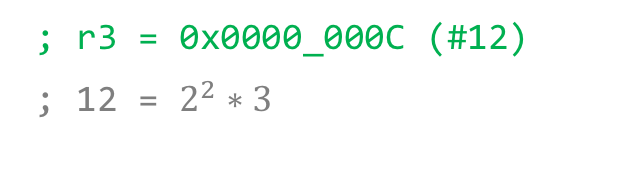 ; r3 = 0x0000_000C (#12)
; 12 = 2² ∗ 3